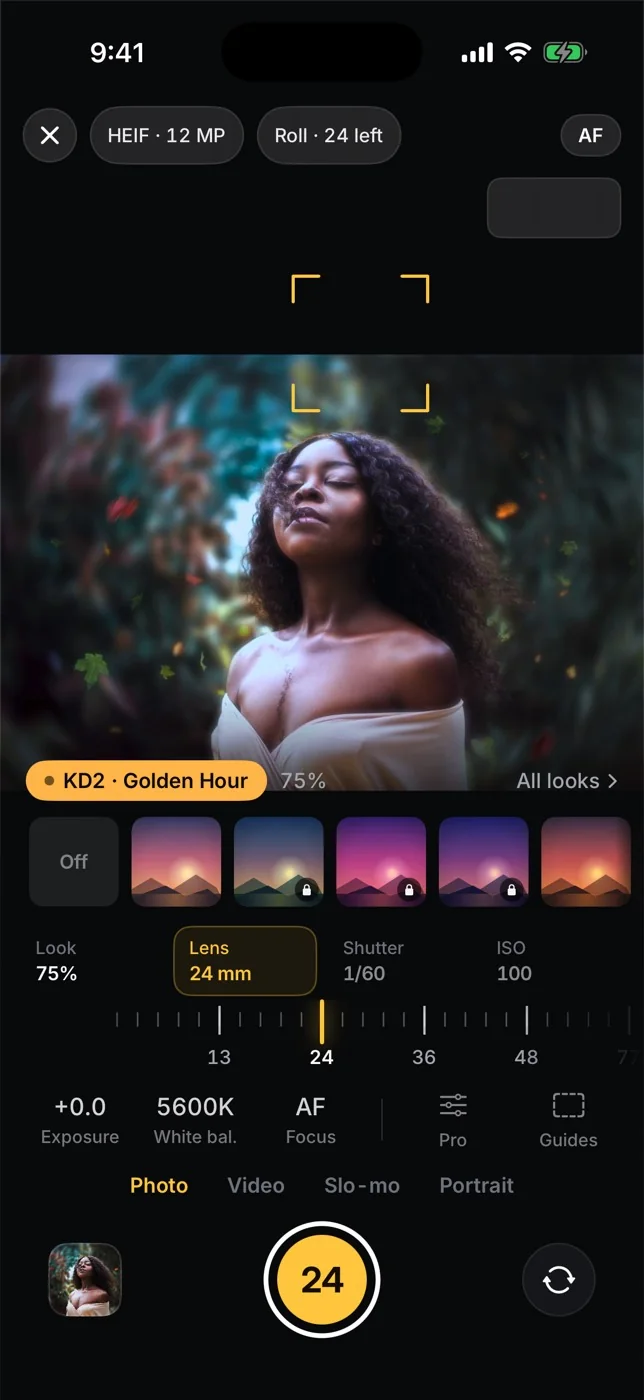 9:41
HEIF · 12 MP
Roll · 24 left
AF
KD2 · Golden Hour
75%
All looks
Off
Look
Lens
Shutter
ISO
75%
24 mm
1/60
100
13
24
36
48
+0.0
5600K
AF
Exposure
White bal.
Focus
Pro
Guides
Photo
Video
Slo-mo
Portrait
24